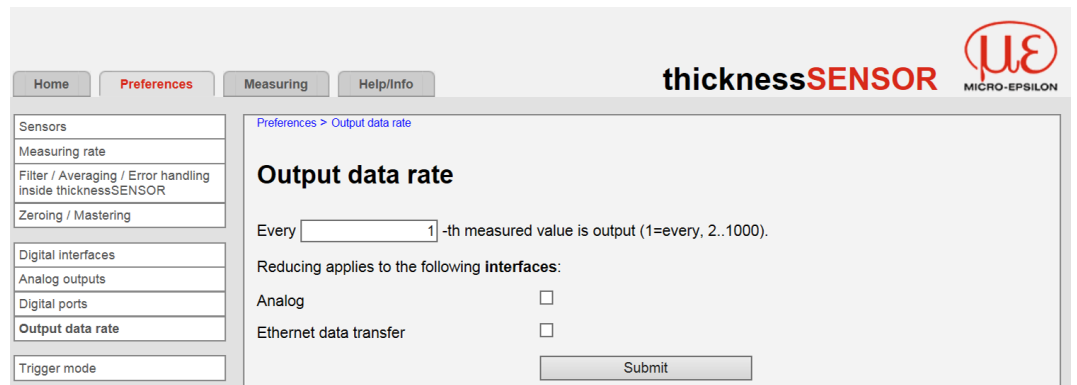 Home
Preferences
Measuring
Help/Info
thicknessSENSOR
με
MICRO-EPSILON
Sensors
Measuring rate
Filter / Averaging / Error handling
inside thicknessSENSOR
Zeroing / Mastering
Digital interfaces
Analog outputs
Digital ports
Output data rate
Trigger mode
Preferences > Output data rate
Output data rate
Every 1 -th measured value is output (1=every, 2..1000).
Reducing applies to the following interfaces:
Analog
Ethernet data transfer
Submit